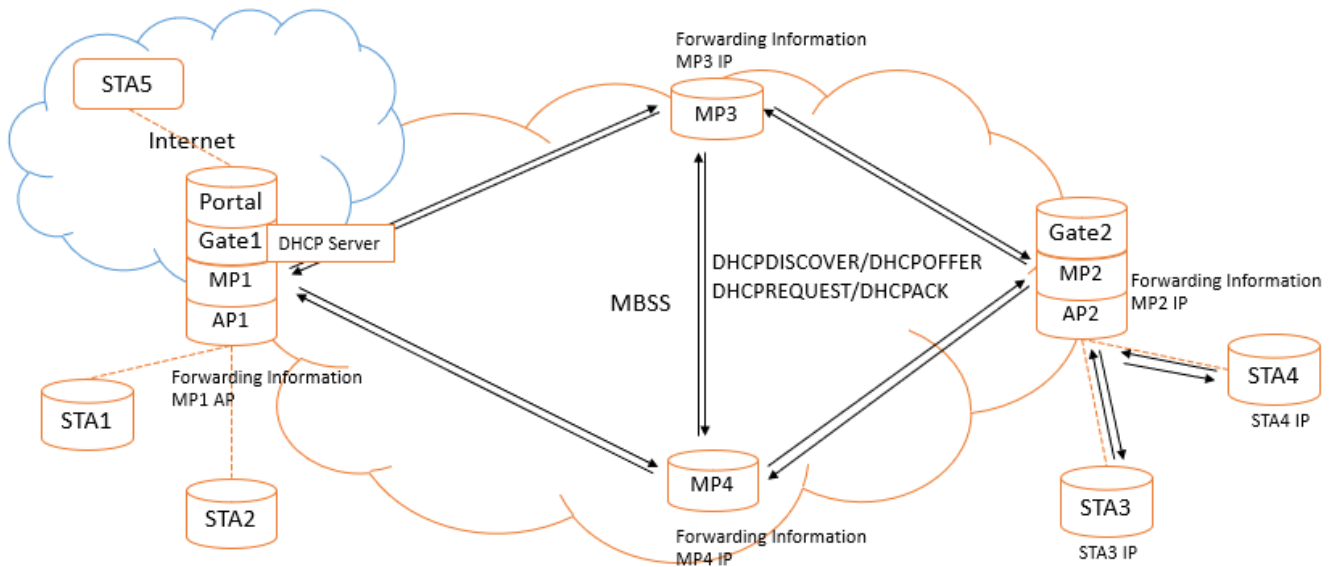 Forwarding Information
MP3 IP
STA5
MP3
Internet
Portal
Gate1
DHCP Server
MP1
AP1
Gate2
MP2
AP2
Forwarding Information
MP2 IP
DHCPDISCOVER/DHCPOFFER
DHCPREQUEST/DHCPACK
MBSS
Forwarding Information
MP1 AP
STA1
STA2
STA4
STA4 IP
MP4
STA3
STA3 IP
Forwarding Information
MP4 IP